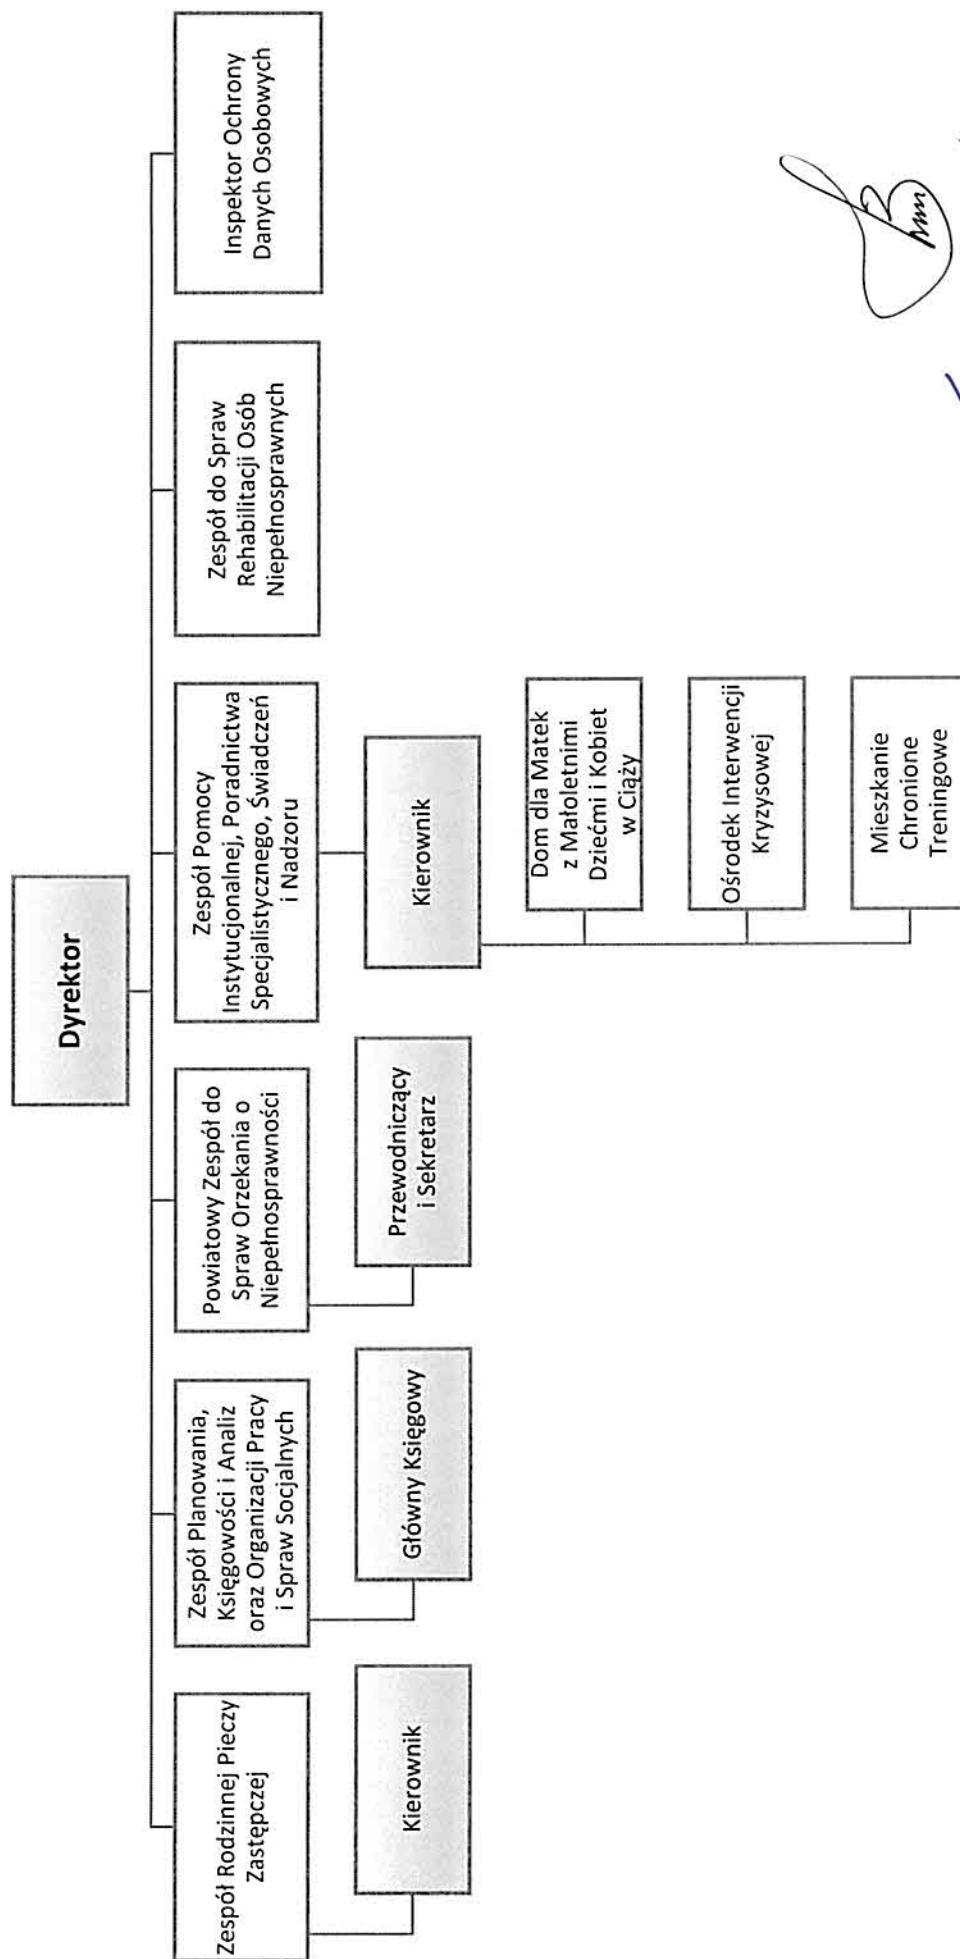 Dyrektor
Zespół Rodzinnej Pieczy
Zastępczej
Kierownik
Zespół Planowania,
Księgowości i Analiz
oraz Organizacji Pracy
i Spraw Socjalnych
Główny Księgowy
Powiatowy Zespół do
Spraw Orzekania o
Niepełnosprawności
Przewodniczący
i Sekretarz
Zespół Pomocy
Instytucjonalnej, Poradnictwa
Specjalistycznego, Świadczeń
i Nadzoru
Kierownik
Dom dla Matek
z Małoletnimi
Dziećmi i Kobiet
w Ciąży
Ośrodek Interwencji
Kryzysowej
Mieszkanie
Chronione
Treningowe
Zespół do Spraw
Rehabilitacji Osób
Niepełnosprawnych
Inspektor Ochrony
Danych Osobowych